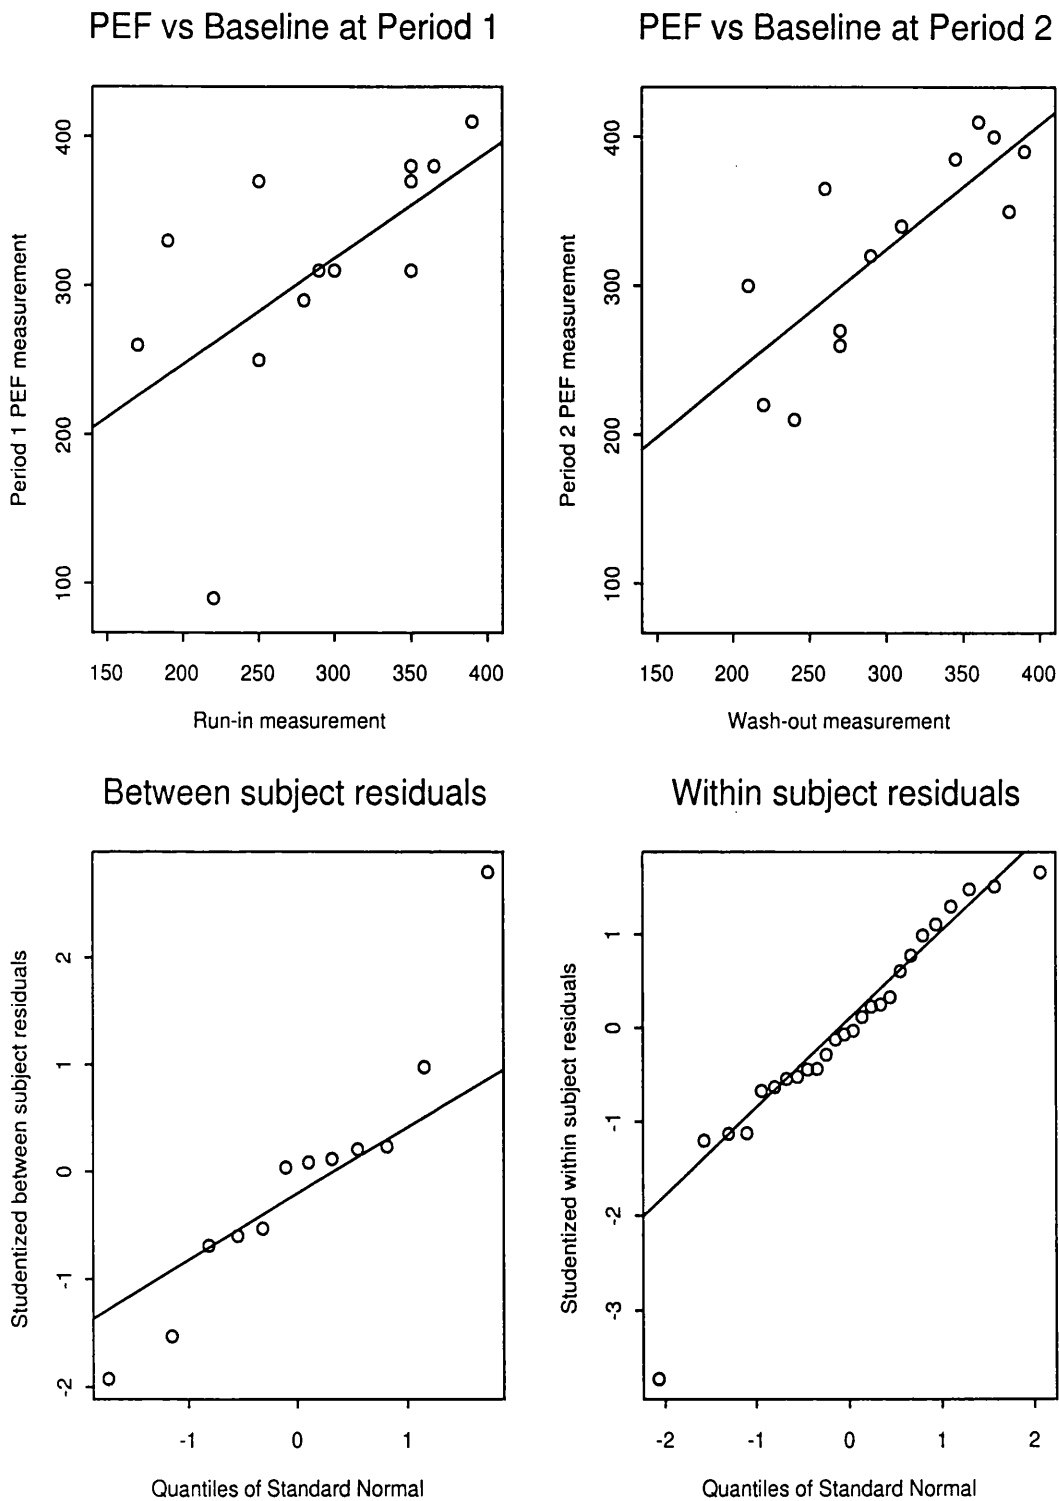 PEF vs Baseline at Period 1
Period 1 PEF measurement
400
300
200
100
150 200 250 300 350 400
Run-in measurement
PEF vs Baseline at Period 2
Period 2 PEF measurement
400
300
200
100
150 200 250 300 350 400
Wash-out measurement
Between subject residuals
Studentized between subject residuals
2
1
0
-1
-2
-1 0 1
Quantiles of Standard Normal
Within subject residuals
Studentized within subject residuals
1
0
-1
-2
-3
-2 -1 0 1 2
Quantiles of Standard Normal